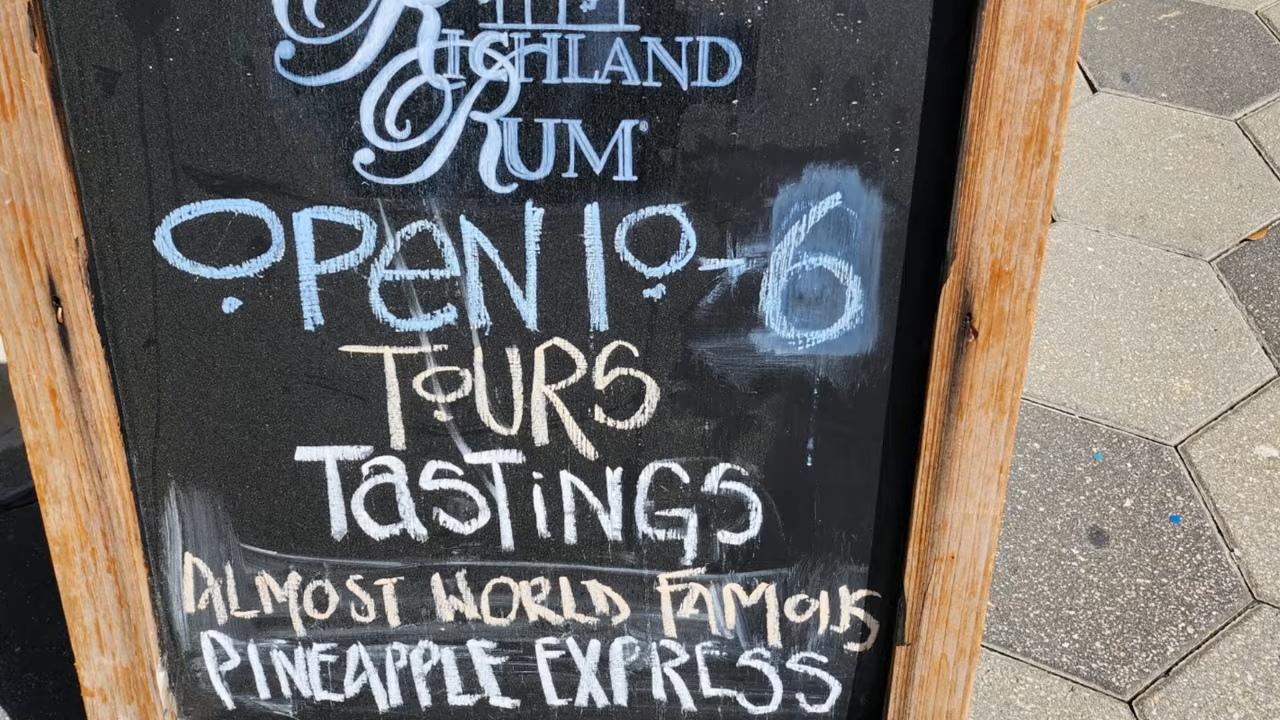 RICHLAND
RUM
OPEN 10-6
TOURS
TASTINGS
ALMOST WORLD FAMOUS
PINEAPPLE EXPRESS